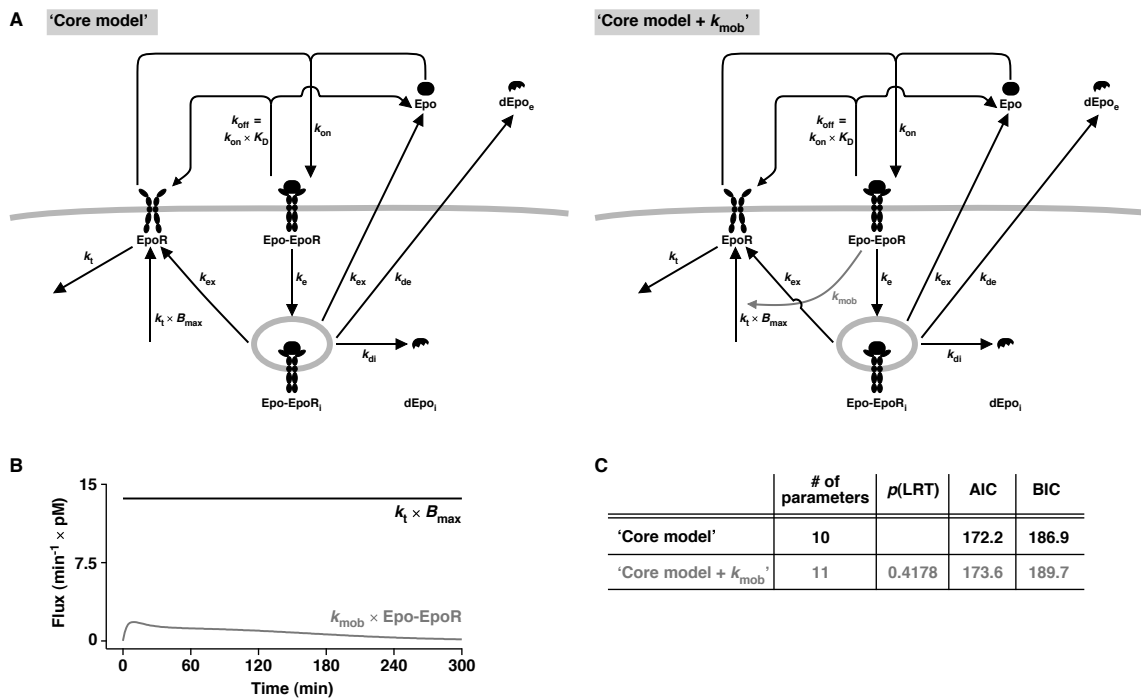 A
'Core model'
Epo
dEpoe
koff =
kon × KD
kon
EpoR
Epo-EpoR
kt
kex
ke
kex
kde
kt × Bmax
kdi
Epo-EpoRi
dEpoi
'Core model + kmob'
Epo
dEpoe
koff =
kon × KD
kon
EpoR
Epo-EpoR
kt
kex
ke
kex
kde
kmob
kt × Bmax
kdi
Epo-EpoRi
dEpoi
B
Flux (min-1 × pM)
15
7.5
0
kt × Bmax
kmob × Epo-EpoR
0 60 120 180 240 300
Time (min)
C
# of parameters p(LRT) AIC BIC
'Core model' 10 172.2 186.9
'Core model + kmob' 11 0.4178 173.6 189.7